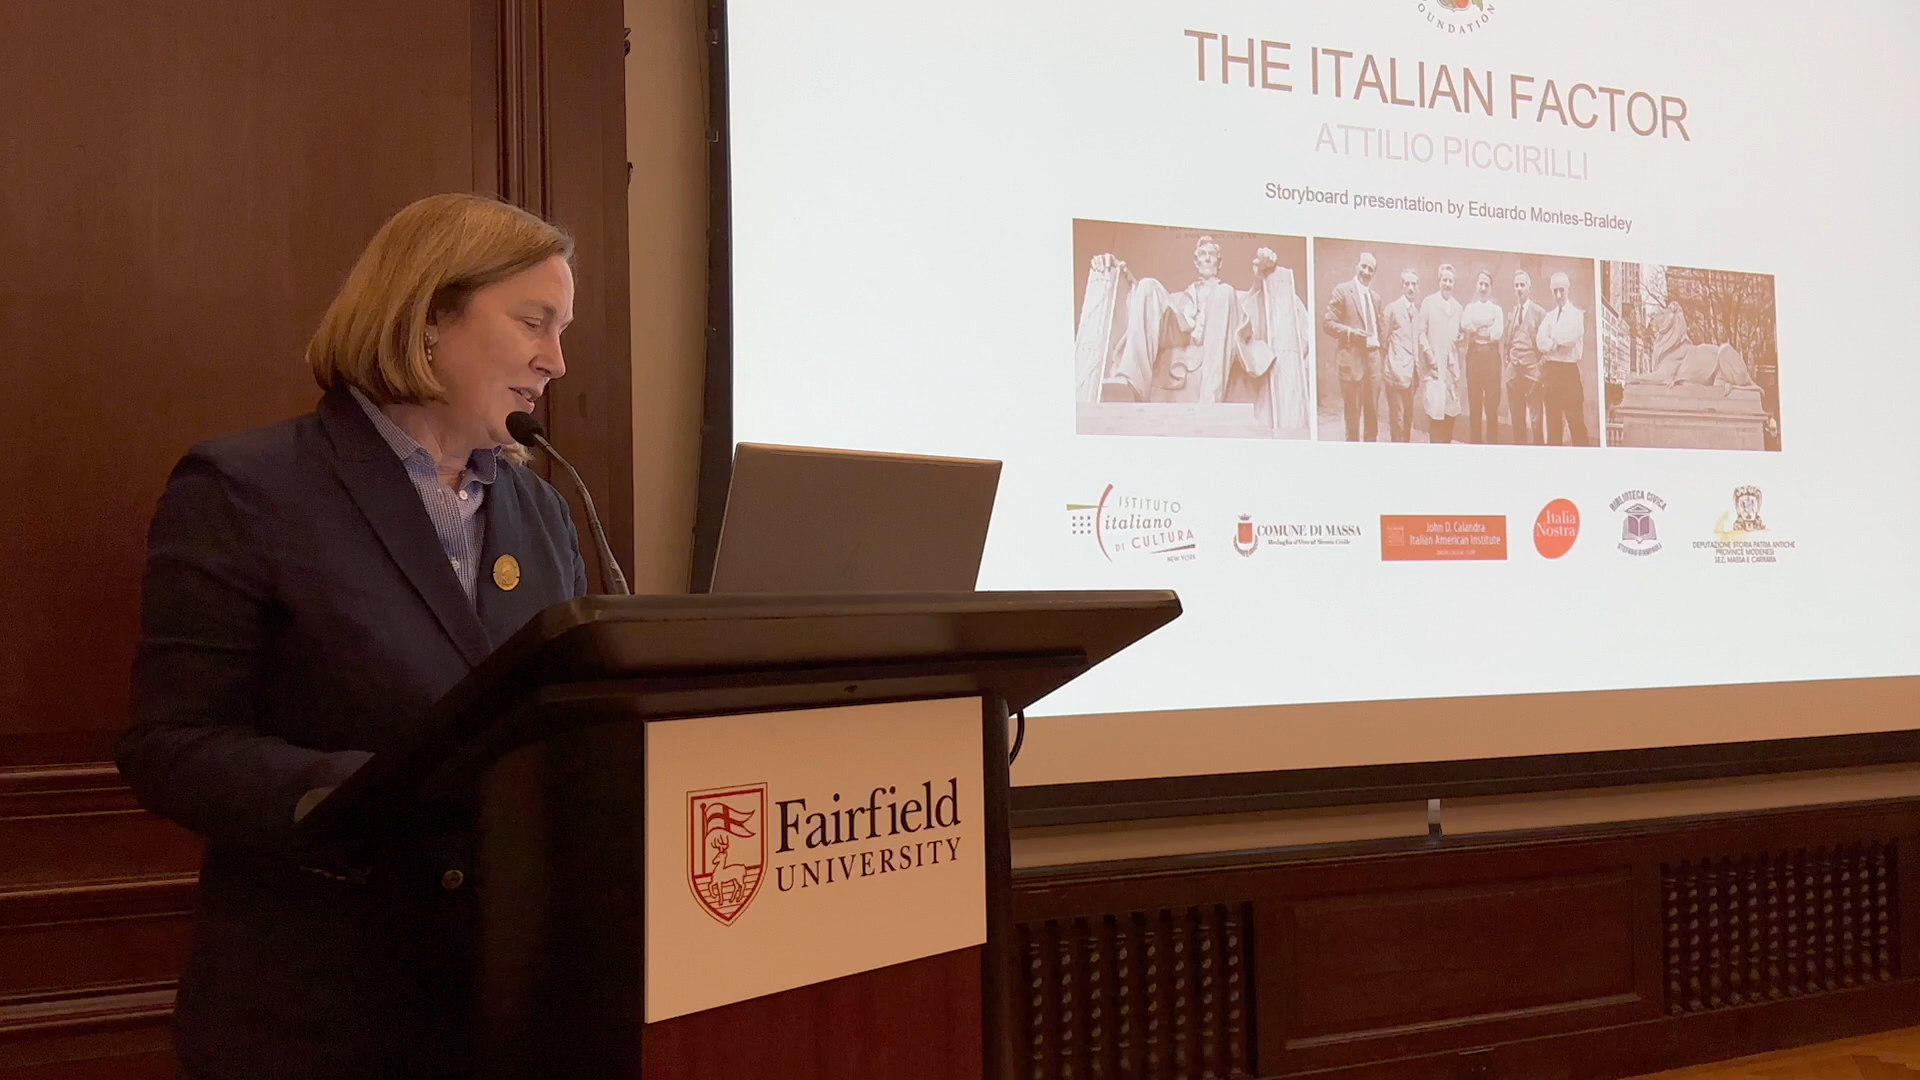 FOUNDATION
THE ITALIAN FACTOR
ATTILIO PICCIRILLI
Storyboard presentation by Eduardo Montes-Braldey
ISTITUTO
italiano
DI CULTURA
NEW YORK
COMUNE DI MASSA
John D. Calandra
Italian American Institute
Italia
Nostra
BIBLIOTECA CIVICA
DEPUTAZIONE STORIA PATRIA ANTICHE
PROVINCE MODENESI
SEZ. MASSA E CARRARA
Fairfield
UNIVERSITY